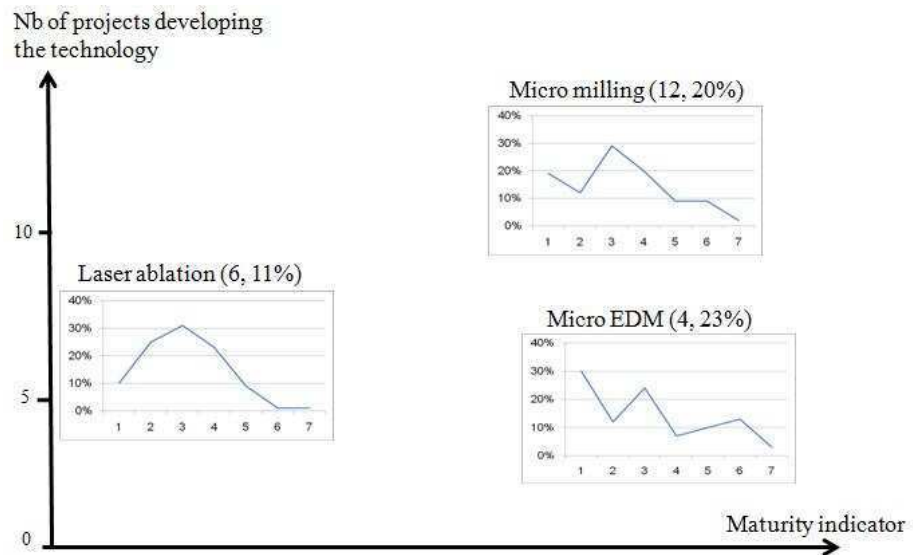 Nb of projects developing
the technology
Micro milling (12, 20%)
40%
30%
20%
10%
0%
1 2 3 4 5 6 7
10
Laser ablation (6, 11%)
40%
30%
20%
10%
0%
1 2 3 4 5 6 7
5
Micro EDM (4, 23%)
40%
30%
20%
10%
0%
1 2 3 4 5 6 7
0
Maturity indicator